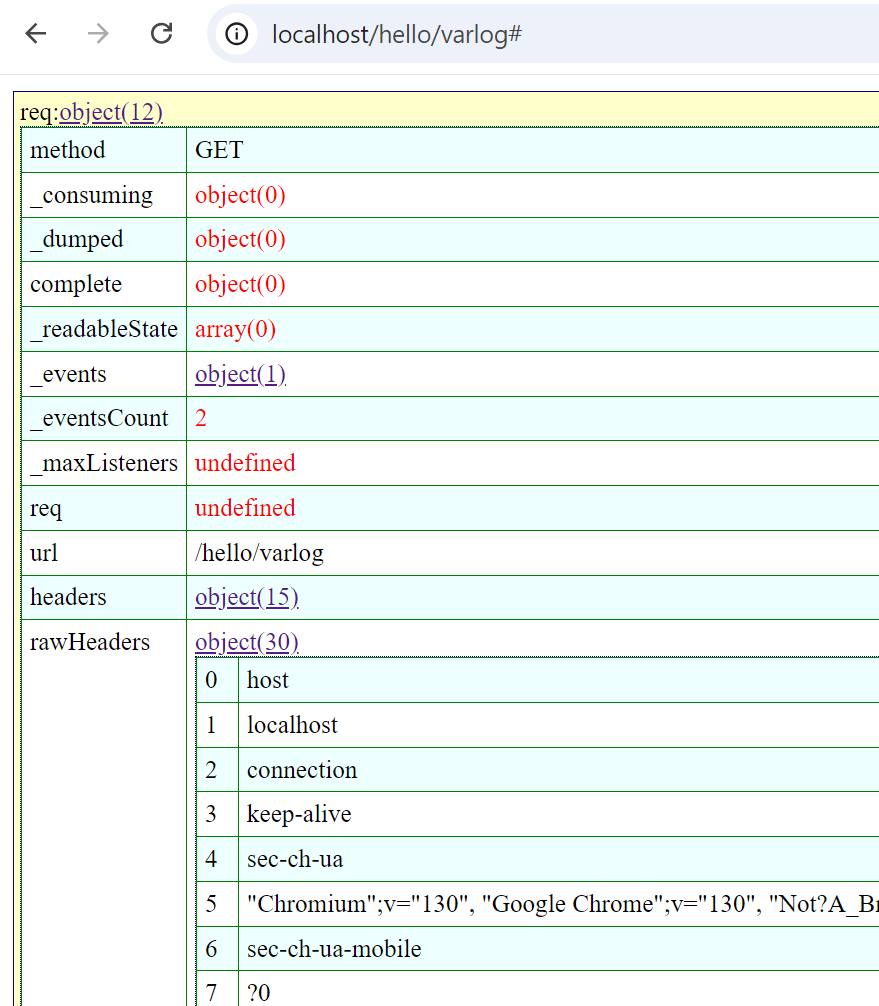 localhost/hello/varlog#
req:object(12)
method GET
_consuming object(0)
_dumped object(0)
complete object(0)
_readableState array(0)
_events object(1)
_eventsCount 2
_maxListeners undefined
req undefined
url /hello/varlog
headers object(15)
rawHeaders object(30)
0 host
1 localhost
2 connection
3 keep-alive
4 sec-ch-ua
5 "Chromium";v="130", "Google Chrome";v="130", "Not?A_Br
6 sec-ch-ua-mobile
7 ?0